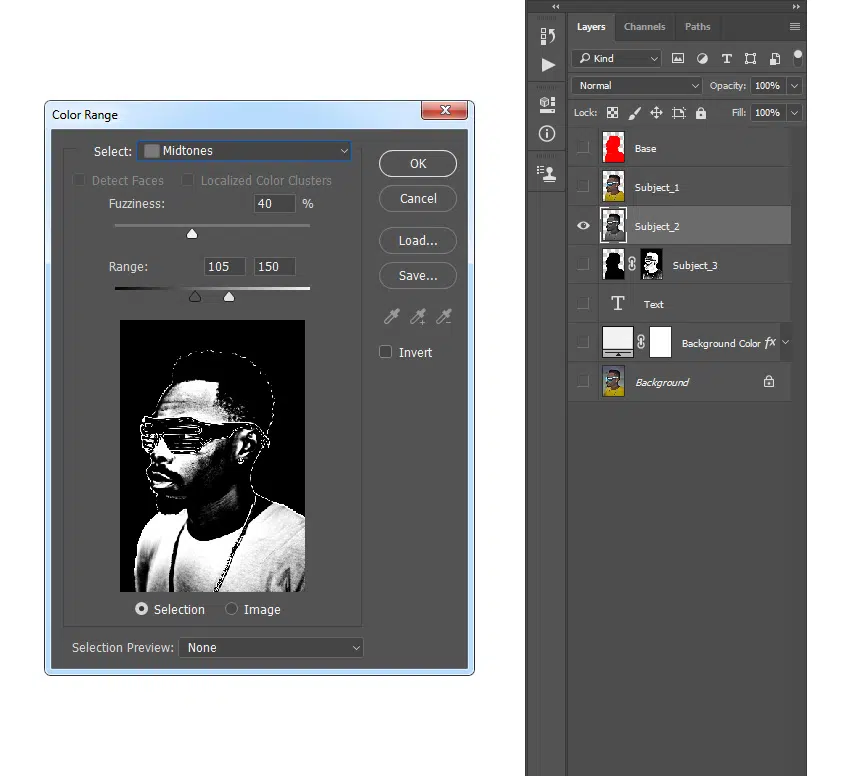 Color Range
Select: Midtones
Detect Faces Localized Color Clusters
Fuzziness: 40 %
Range: 105 150
Selection Image
Selection Preview: None
OK
Cancel
Load...
Save...
Invert
Layers Channels Paths
Kind
Normal Opacity: 100%
Lock: Fill: 100%
Base
Subject_1
Subject_2
Subject_3
T Text
Background Color fx
Background